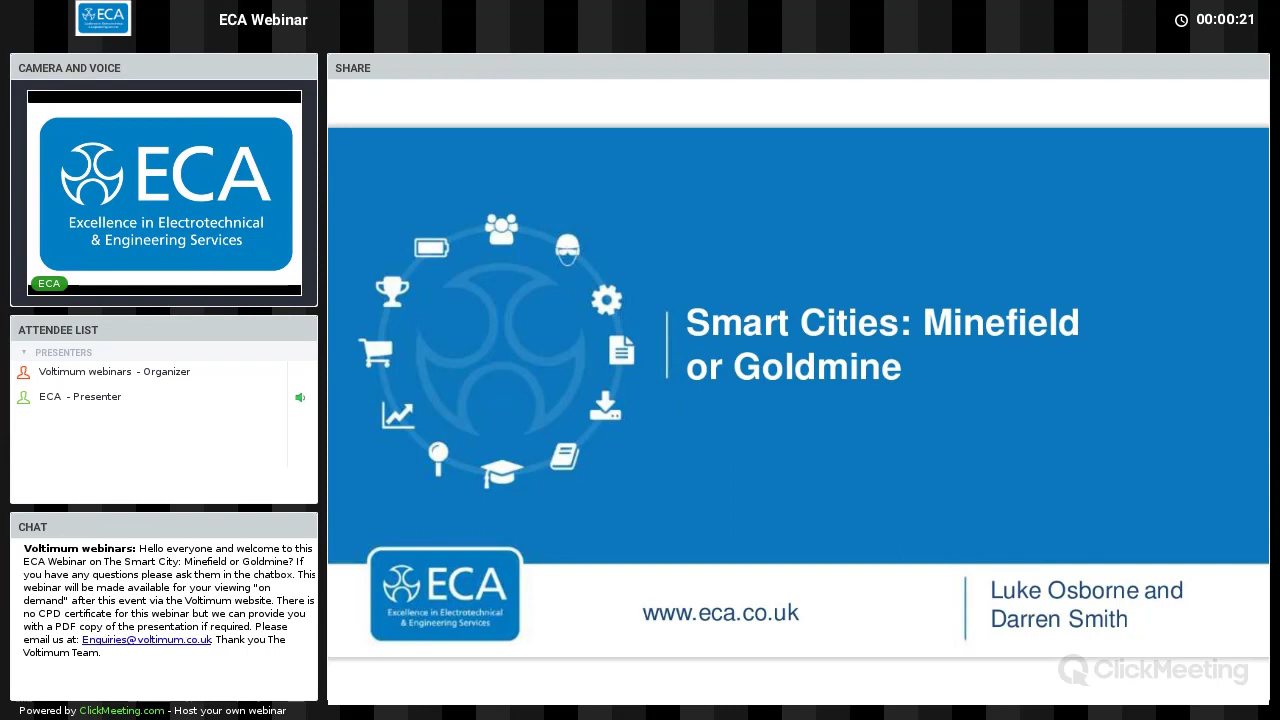 ECA
ECA Webinar
00:00:21
CAMERA AND VOICE
ECA
Excellence in Electrotechnical
& Engineering Services
ECA
ATTENDEE LIST
PRESENTERS
Voltimum webinars - Organizer
ECA - Presenter
CHAT
Voltimum webinars: Hello everyone and welcome to this
ECA Webinar on The Smart City: Minefield or Goldmine? If
you have any questions please ask them in the chatbox. This
webinar will be made available for your viewing "on
demand" after this event via the Voltimum website. There is
no CPD certificate for this webinar but we can provide you
with a PDF copy of the presentation if required. Please
email us at: Enquiries@voltimum.co.uk Thank you The
Voltimum Team.
Powered by ClickMeeting.com - Host your own webinar
SHARE
Smart Cities: Minefield
or Goldmine
ECA
Excellence in Electrotechnical
& Engineering Services
www.eca.co.uk
Luke Osborne and
Darren Smith
ClickMeeting